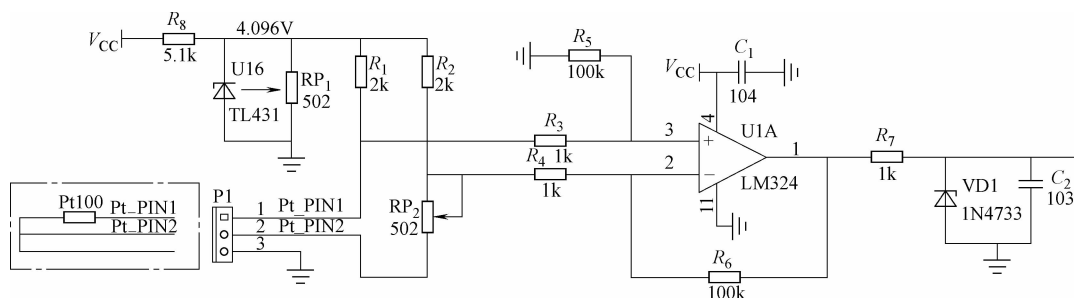 R8
VCC
5.1k
4.096V
U16
TL431
RP1
502
R1
2k
R2
2k
R5
100k
VCC
C1
104
4
U1A
R3
1k
3
+
R4
1k
2
−
1
LM324
11
R7
1k
VD1
1N4733
C2
103
Pt100
Pt_PIN1
Pt_PIN2
P1
1
Pt_PIN1
2
Pt_PIN2
3
RP2
502
R6
100k